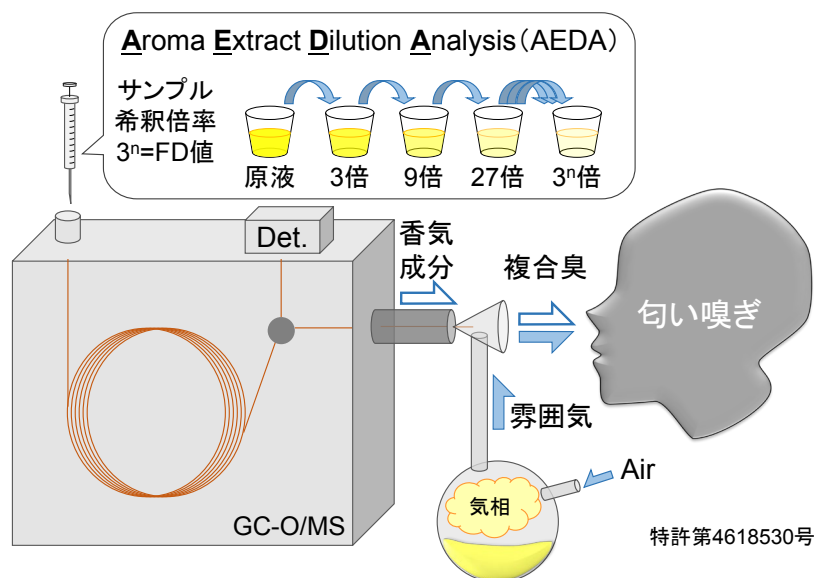 Aroma Extract Dilution Analysis(AEDA)
サンプル
希釈倍率
3ⁿ=FD値
原液
3倍
9倍
27倍
3ⁿ倍
Det.
香気
成分
複合臭
匂い嗅ぎ
雰囲気
Air
気相
GC-O/MS
特許第4618530号